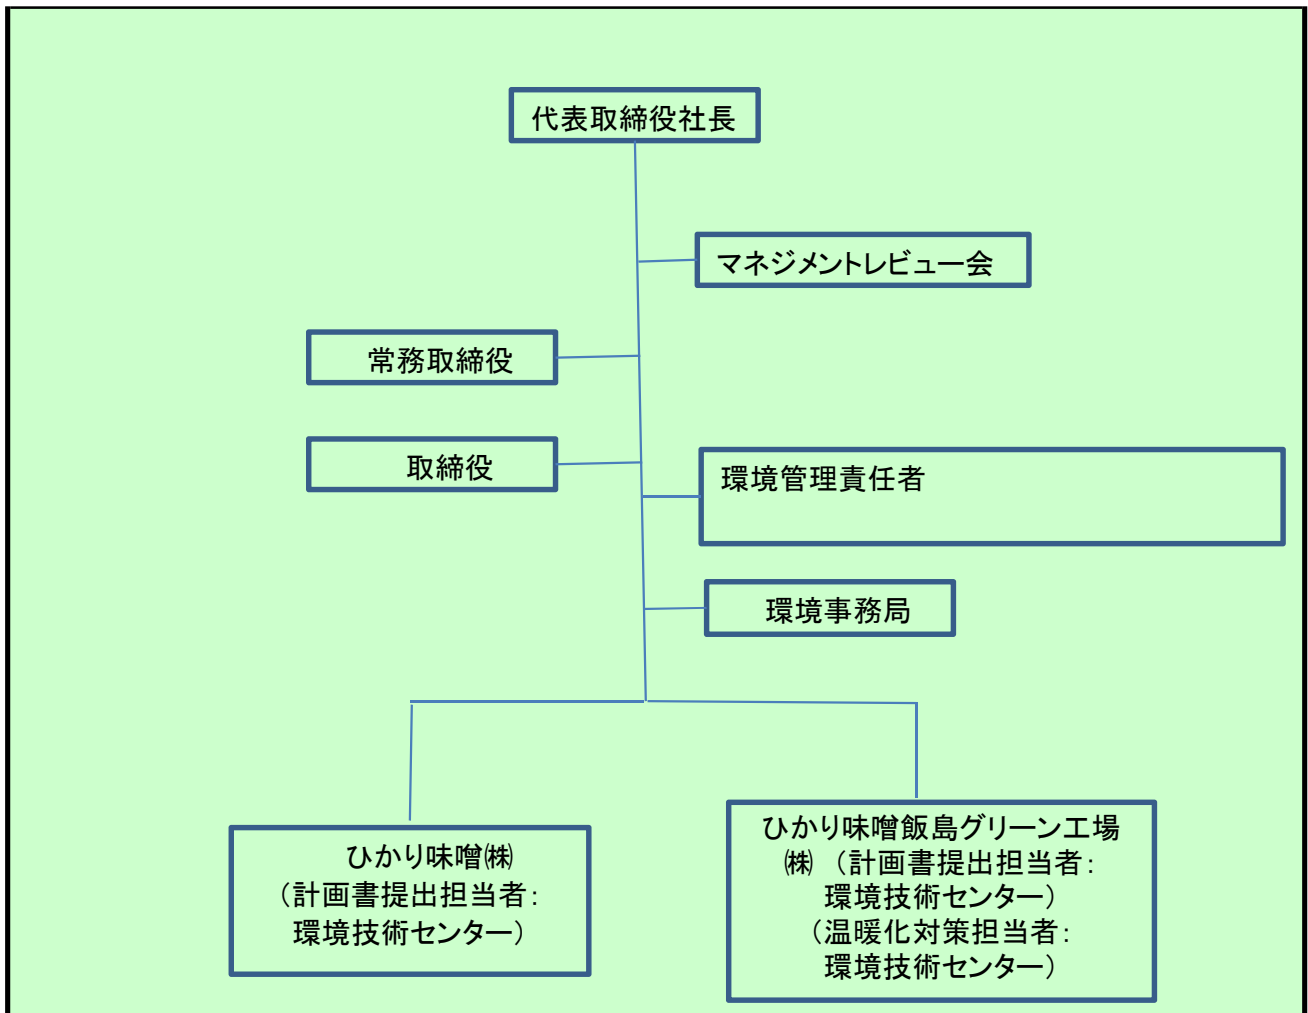 代表取締役社長
マネジメントレビュー会
常務取締役
取締役
環境管理責任者
環境事務局
ひかり味噌㈱
（計画書提出担当者：
環境技術センター）
ひかり味噌飯島グリーン工場
㈱ （計画書提出担当者：
環境技術センター）
（温暖化対策担当者：
環境技術センター）